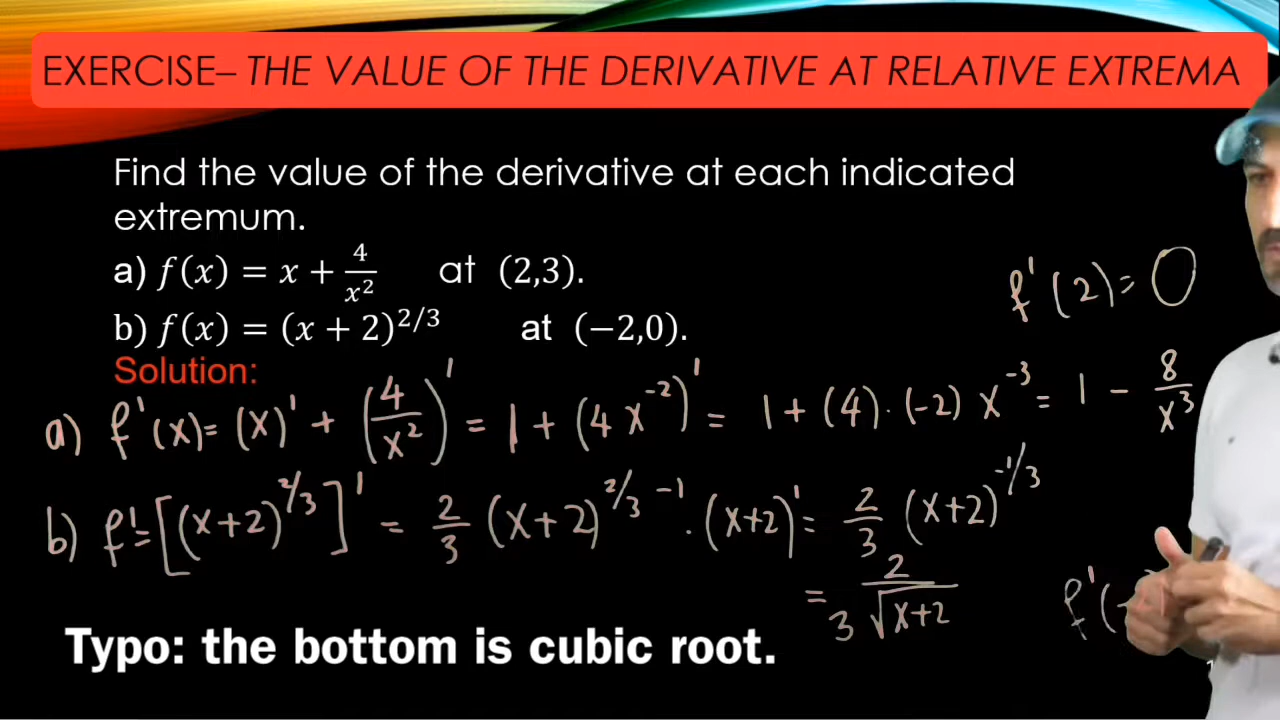 EXERCISE– THE VALUE OF THE DERIVATIVE AT RELATIVE EXTREMA
Find the value of the derivative at each indicated
extremum.
a) f(x) = x + 4/x² at (2,3).
b) f(x) = (x + 2)^2/3 at (−2,0).
f'(2) = 0
Solution:
a) f'(x) = (x)' + (4/x²)' = 1 + (4x^-2)' = 1 + (4)·(-2) x^-3 = 1 - 8/x³
b) f' = [(x+2)^2/3]' = 2/3 (x+2)^2/3 -1 · (x+2)' = 2/3 (x+2)^-1/3
= 2/3√x+2 f'(-
Typo: the bottom is cubic root.